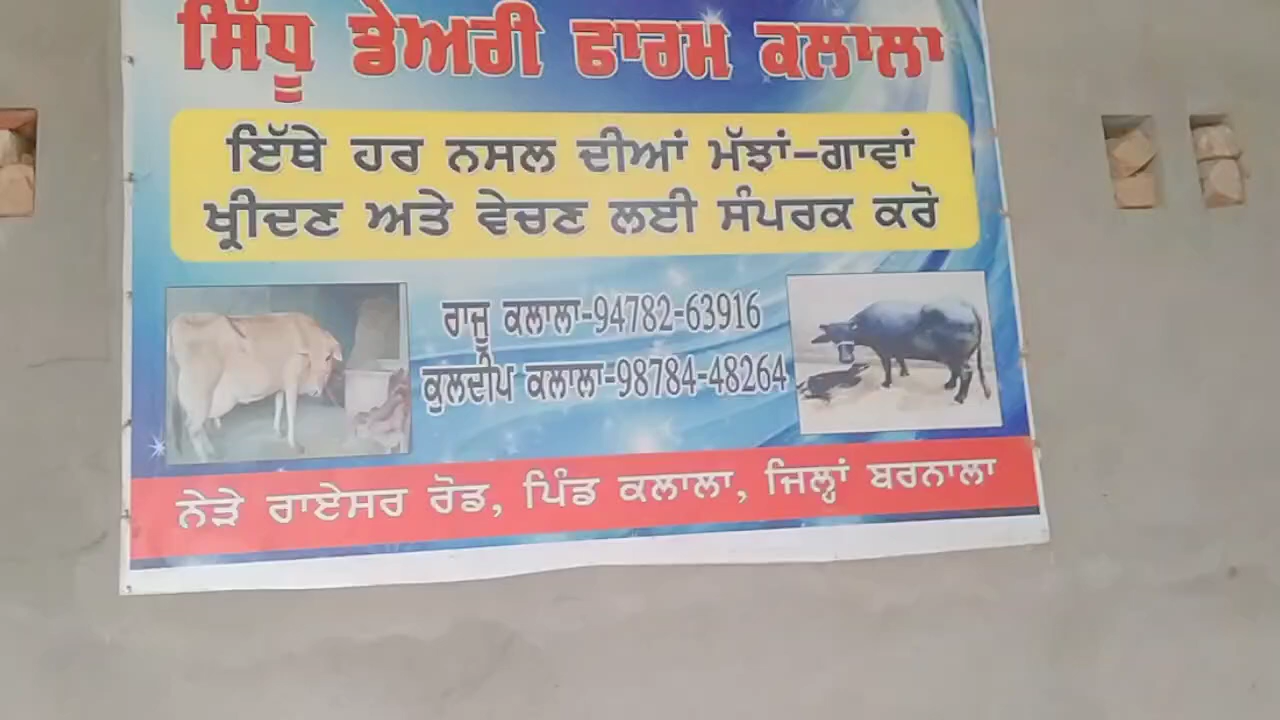 ਸਿੱਧੂ ਡੇਅਰੀ ਫਾਰਮ ਕਲਾਲਾ
ਇੱਥੇ ਹਰ ਨਸਲ ਦੀਆਂ ਮੱਝਾਂ-ਗਾਵਾਂ
ਖ੍ਰੀਦਣ ਅਤੇ ਵੇਚਣ ਲਈ ਸੰਪਰਕ ਕਰੋ
ਰਾਜੂ ਕਲਾਲਾ-94782-63916
ਕੁਲਦੀਪ ਕਲਾਲਾ-98784-48264
ਨੇੜੇ ਰਾਏਸਰ ਰੋਡ, ਪਿੰਡ ਕਲਾਲਾ, ਜਿਲ੍ਹਾਂ ਬਰਨਾਲਾ